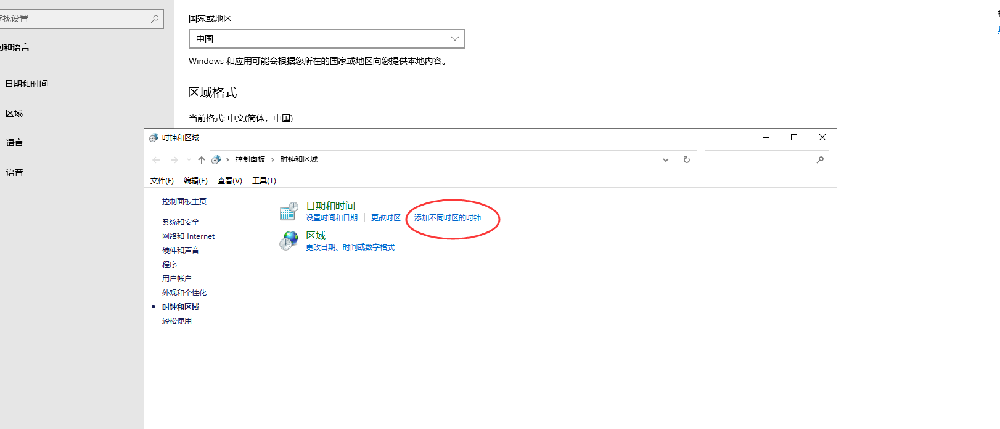 查找设置
国家或地区
中国
间和语言
Windows 和应用可能会根据您所在的国家或地区向您提供本地内容。
日期和时间
区域格式
区域
当前格式: 中文(简体，中国)
语言
语音
时钟和区域
控制面板 › 时钟和区域
文件(F) 编辑(E) 查看(V) 工具(T)
控制面板主页
系统和安全
网络和 Internet
硬件和声音
程序
用户帐户
外观和个性化
时钟和区域
轻松使用
日期和时间
设置时间和日期 更改时区 添加不同时区的时钟
区域
更改日期、时间或数字格式